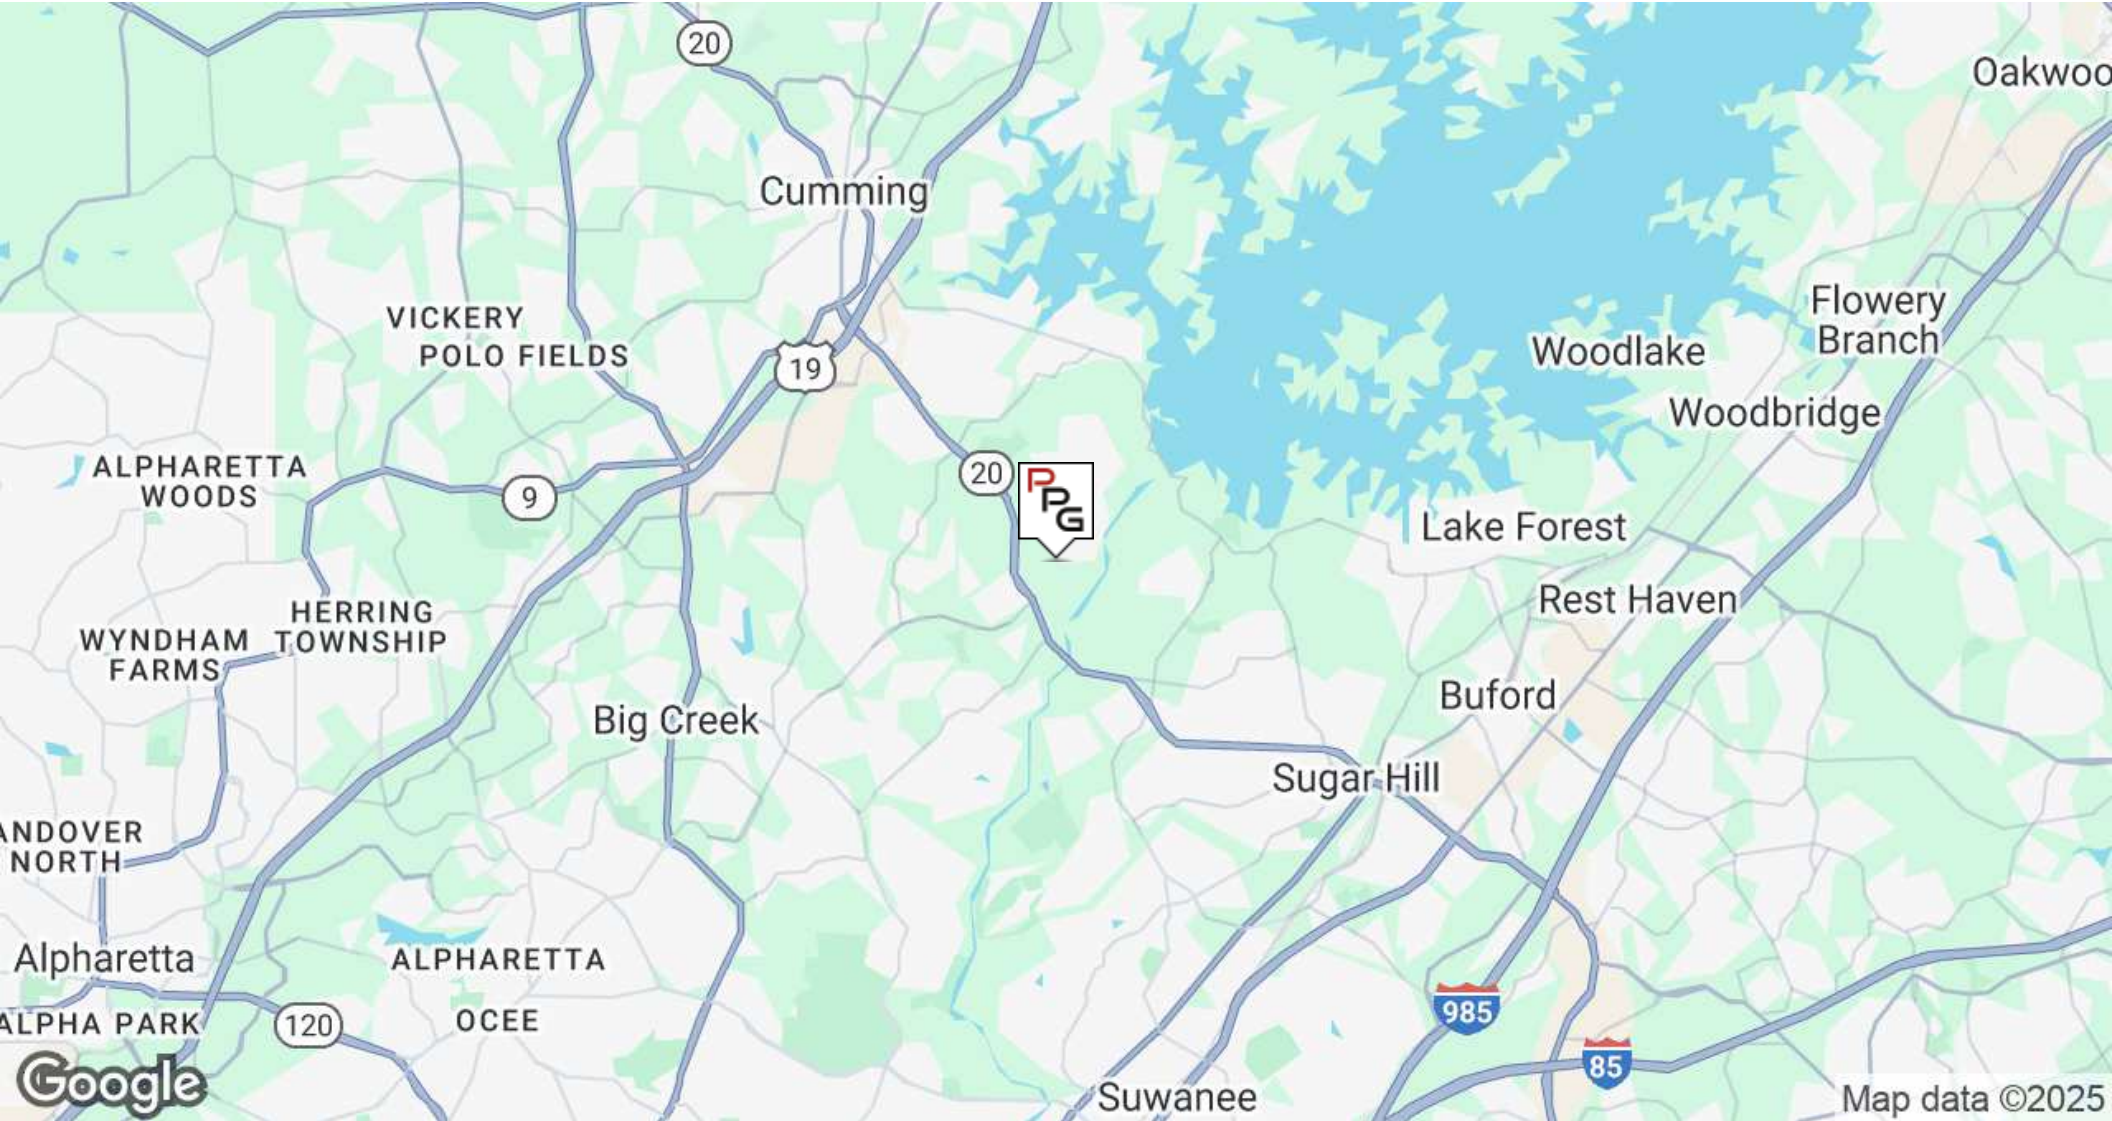 20
Oakwoo
Cumming
VICKERY
POLO FIELDS
Flowery
Branch
19
Woodlake
Woodbridge
ALPHARETTA
WOODS
9
20
PPG
Lake Forest
Rest Haven
HERRING
TOWNSHIP
WYNDHAM
FARMS
Big Creek
Buford
Sugar Hill
ANDOVER
NORTH
Alpharetta
ALPHARETTA
OCEE
ALPHA PARK
120
985
85
Google
Suwanee
Map data ©2025